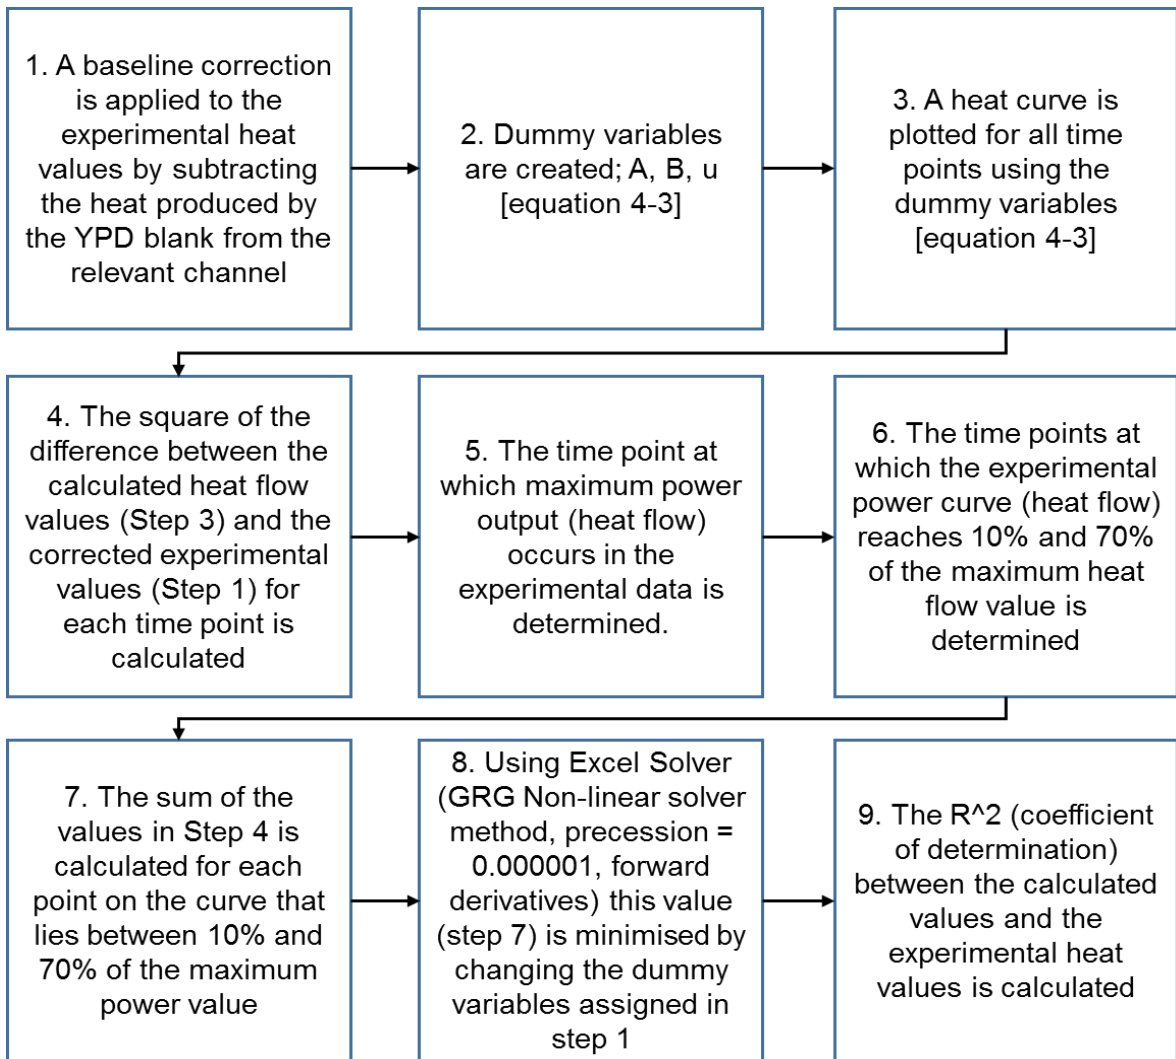 1. A baseline correction
is applied to the
experimental heat
values by subtracting
the heat produced by
the YPD blank from the
relevant channel
2. Dummy variables
are created; A, B, u
[equation 4-3]
3. A heat curve is
plotted for all time
points using the
dummy variables
[equation 4-3]
4. The square of the
difference between the
calculated heat flow
values (Step 3) and the
corrected experimental
values (Step 1) for
each time point is
calculated
5. The time point at
which maximum power
output (heat flow)
occurs in the
experimental data is
determined.
6. The time points at
which the experimental
power curve (heat flow)
reaches 10% and 70%
of the maximum heat
flow value is
determined
7. The sum of the
values in Step 4 is
calculated for each
point on the curve that
lies between 10% and
70% of the maximum
power value
8. Using Excel Solver
(GRG Non-linear solver
method, precession =
0.000001, forward
derivatives) this value
(step 7) is minimised by
changing the dummy
variables assigned in
step 1
9. The R^2 (coefficient
of determination)
between the calculated
values and the
experimental heat
values is calculated